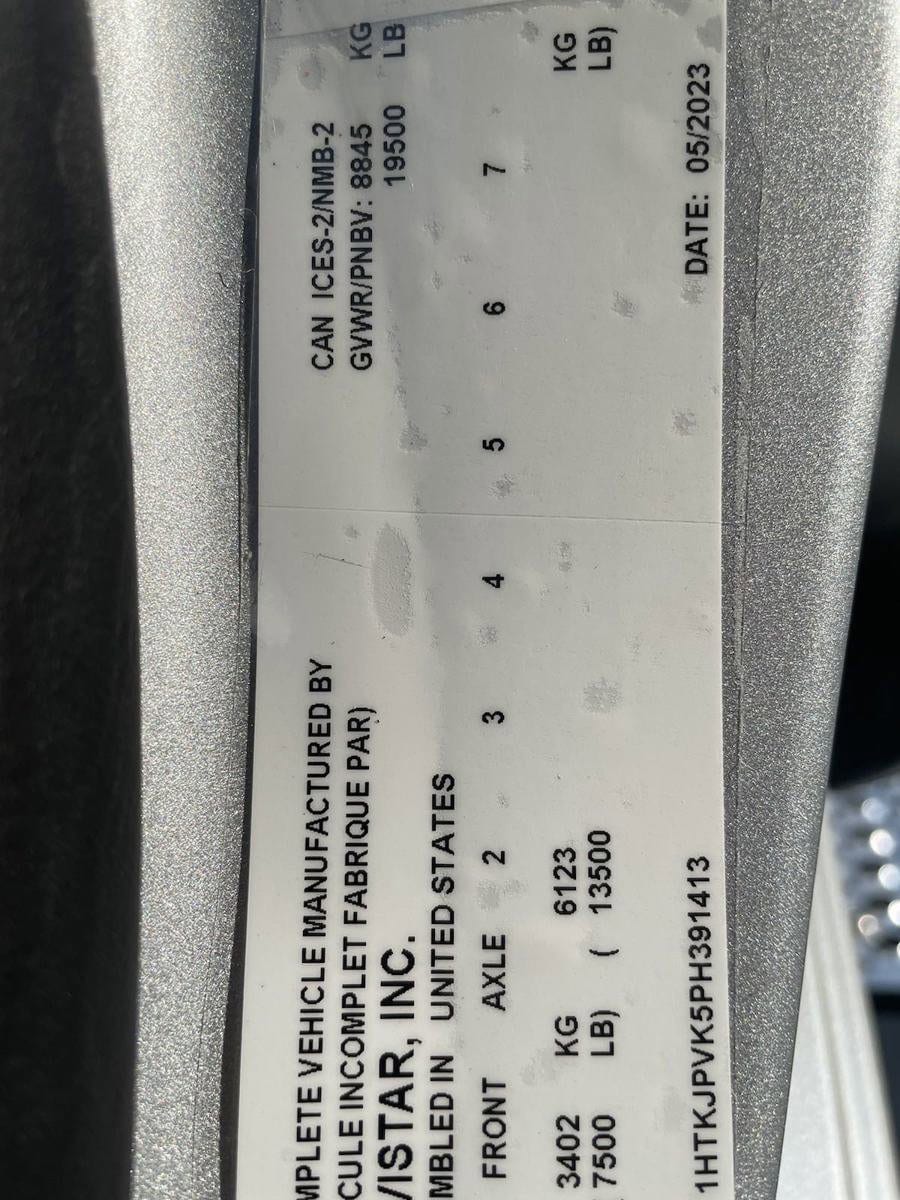 MPLETE VEHICLE MANUFACTURED BY
CULE INCOMPLET FABRIQUE PAR)
VISTAR, INC.
MBLED IN UNITED STATES
CAN ICES-2/NMB-2
GVWR/PNBV: 8845 KG
19500 LB
FRONT AXLE 2 3 4 5 6 7
3402 KG 6123 KG
7500 LB) ( 13500 LB)
1HTKJPVK5PH391413 DATE: 05/2023